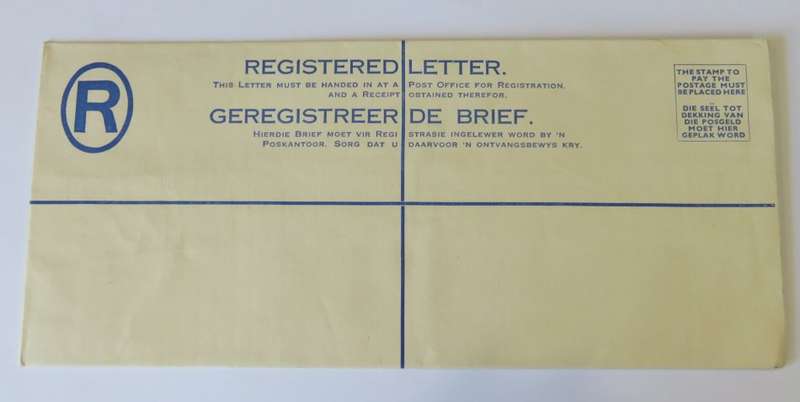 R
REGISTERED LETTER.
THIS LETTER MUST BE HANDED IN AT A POST OFFICE FOR REGISTRATION,
AND A RECEIPT OBTAINED THEREFOR.
GEREGISTREERDE BRIEF.
HIERDIE BRIEF MOET VIR REGISTRASIE INGELEWER WORD BY 'N
POSKANTOOR. SORG DAT U DAARVOOR 'N ONTVANGSBEWYS KRY.
THE STAMP TO
PAY THE
POSTAGE MUST
BE PLACED HERE
DIE SEEL TOT
DEKKING VAN
DIE POSGELD
MOET HIER
GEPLAK WORD